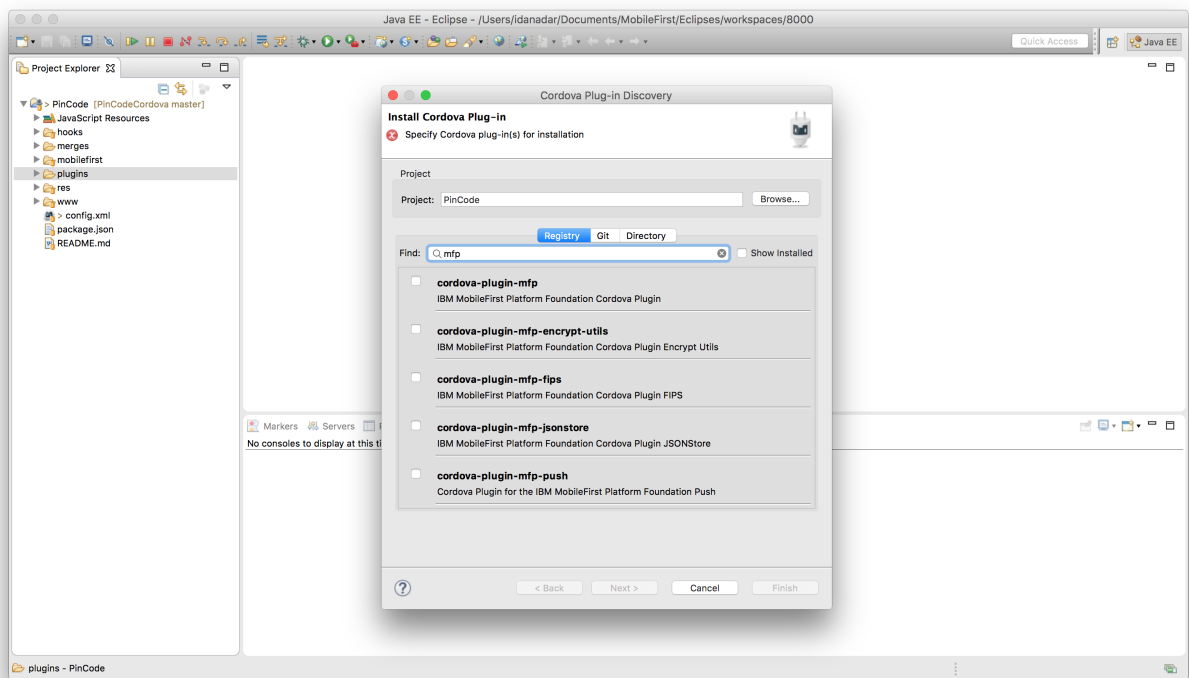 Java EE - Eclipse - /Users/idanadar/Documents/MobileFirst/Eclipses/workspaces/8000
Quick Access
Java EE
Project Explorer
> PinCode [PinCodeCordova master]
JavaScript Resources
hooks
merges
mobilefirst
plugins
res
www
> config.xml
package.json
README.md
Cordova Plug-in Discovery
Install Cordova Plug-in
Specify Cordova plug-in(s) for installation
Project
Project: PinCode Browse...
Registry Git Directory
Find: mfp Show Installed
cordova-plugin-mfp
IBM MobileFirst Platform Foundation Cordova Plugin
cordova-plugin-mfp-encrypt-utils
IBM MobileFirst Platform Foundation Cordova Plugin Encrypt Utils
cordova-plugin-mfp-fips
IBM MobileFirst Platform Foundation Cordova Plugin FIPS
cordova-plugin-mfp-jsonstore
IBM MobileFirst Platform Foundation Cordova Plugin JSONStore
cordova-plugin-mfp-push
Cordova Plugin for the IBM MobileFirst Platform Foundation Push
? < Back Next > Cancel Finish
Markers Servers
No consoles to display at this
plugins - PinCode